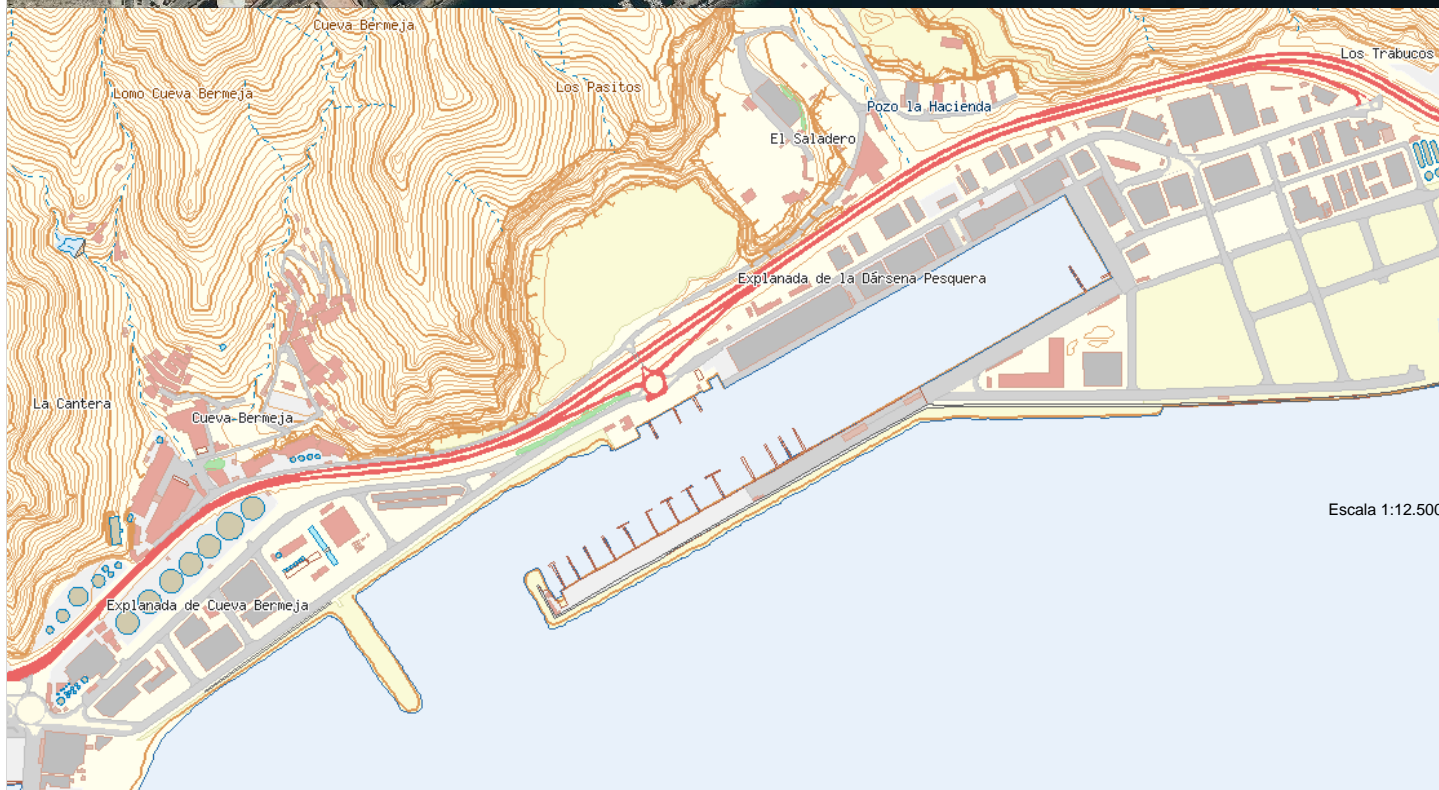 Cueva Bermeja
Los Trabucos
Lomo Cueva Bermeja
Los Pasitos
Pozo la Hacienda
El Saladero
Explanada de la Dársena Pesquera
La Cantera
Cueva Bermeja
Escala 1:12.500
Explanada de Cueva Bermeja